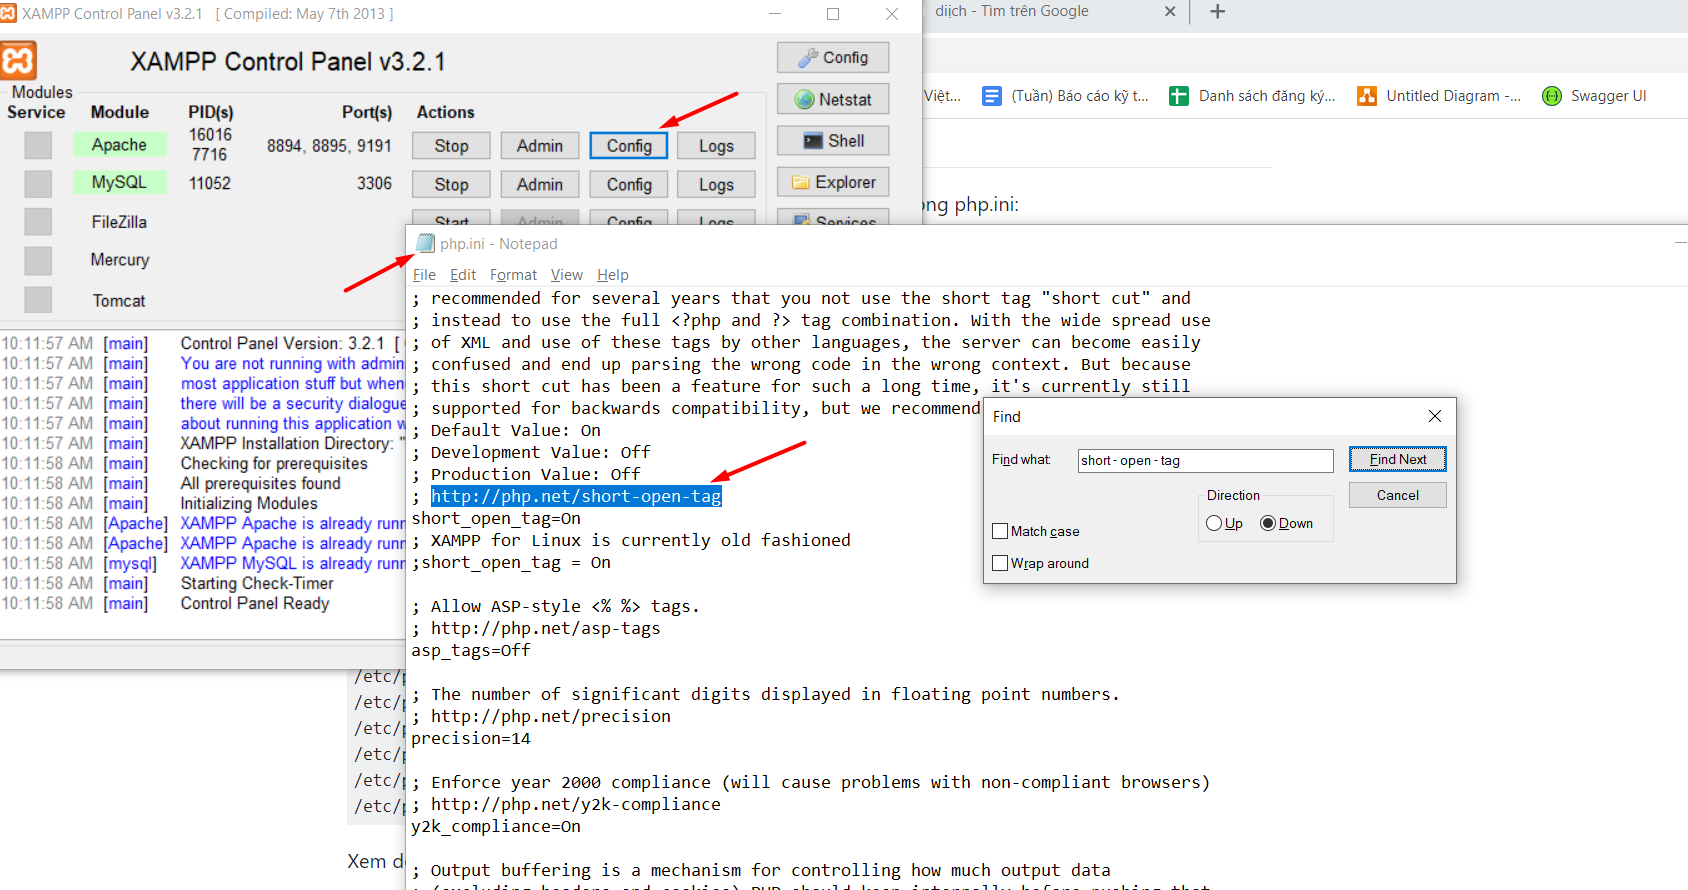 XAMPP Control Panel v3.2.1 [ Compiled: May 7th 2013 ]
diịch - Tìm trên Google
XAMPP Control Panel v3.2.1
Config
Modules
Service Module PID(s) Port(s) Actions
Netstat
Việt...
(Tuần) Báo cáo kỹ t...
Danh sách đăng ký...
Untitled Diagram -...
Swagger UI
Apache 16016 7716 8894, 8895, 9191 Stop Admin Config Logs
Shell
MySQL 11052 3306 Stop Admin Config Logs
Explorer
FileZilla Start Admin Config Logs
Services
ong php.ini:
Mercury
Tomcat
php.ini - Notepad
File Edit Format View Help
; recommended for several years that you not use the short tag "short cut" and
; instead to use the full <?php and ?> tag combination. With the wide spread use
; of XML and use of these tags by other languages, the server can become easily
; confused and end up parsing the wrong code in the wrong context. But because
; this short cut has been a feature for such a long time, it's currently still
; supported for backwards compatibility, but we recommend
; Default Value: On
; Development Value: Off
; Production Value: Off
; http://php.net/short-open-tag
short_open_tag=On
; XAMPP for Linux is currently old fashioned
;short_open_tag = On
; Allow ASP-style <% %> tags.
; http://php.net/asp-tags
asp_tags=Off
; The number of significant digits displayed in floating point numbers.
; http://php.net/precision
precision=14
; Enforce year 2000 compliance (will cause problems with non-compliant browsers)
; http://php.net/y2k-compliance
y2k_compliance=On
; Output buffering is a mechanism for controlling how much output data
Find
Find what: short-open-tag Find Next
Direction Cancel
Up Down
Match case
Wrap around
10:11:57 AM [main] Control Panel Version: 3.2.1 [
10:11:57 AM [main] You are not running with admin
10:11:57 AM [main] most application stuff but when
10:11:57 AM [main] there will be a security dialogue
10:11:57 AM [main] about running this application w
10:11:57 AM [main] XAMPP Installation Directory: "
10:11:58 AM [main] Checking for prerequisites
10:11:58 AM [main] All prerequisites found
10:11:58 AM [main] Initializing Modules
10:11:58 AM [Apache] XAMPP Apache is already runn
10:11:58 AM [Apache] XAMPP Apache is already runn
10:11:58 AM [mysql] XAMPP MySQL is already runn
10:11:58 AM [main] Starting Check-Timer
10:11:58 AM [main] Control Panel Ready
/etc/p
/etc/p
/etc/p
/etc/p
/etc/p
/etc/p
Xem d